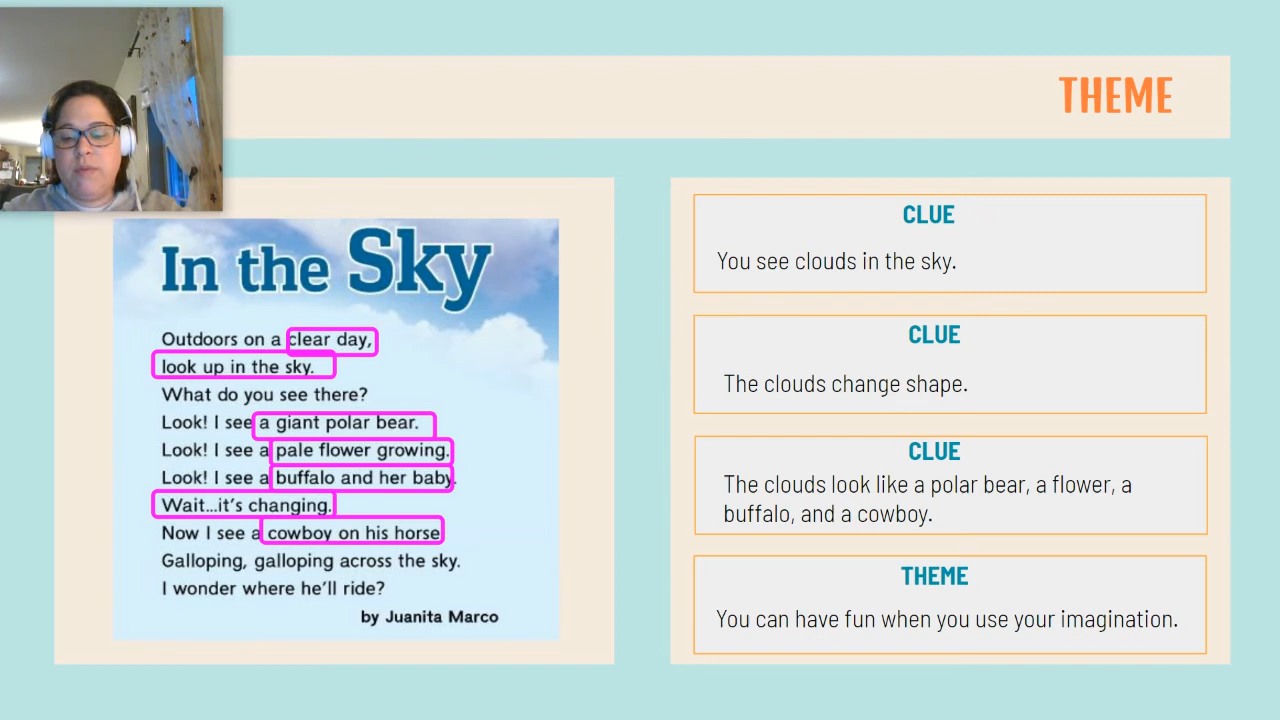 THEME
In the Sky
Outdoors on a clear day,
look up in the sky.
What do you see there?
Look! I see a giant polar bear.
Look! I see a pale flower growing.
Look! I see a buffalo and her baby.
Wait...it's changing.
Now I see a cowboy on his horse
Galloping, galloping across the sky.
I wonder where he'll ride?
by Juanita Marco
CLUE
You see clouds in the sky.
CLUE
The clouds change shape.
CLUE
The clouds look like a polar bear, a flower, a
buffalo, and a cowboy.
THEME
You can have fun when you use your imagination.